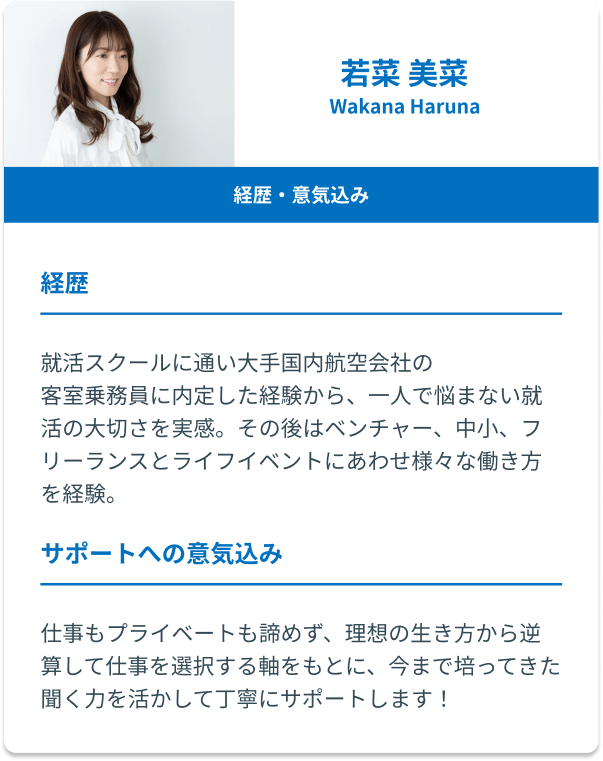 若菜 美菜
Wakana Haruna
経歴・意気込み
経歴
就活スクールに通い大手国内航空会社の
客室乗務員に内定した経験から、一人で悩まない就
活の大切さを実感。その後はベンチャー、中小、フ
リーランスとライフイベントにあわせ様々な働き方
を経験。
サポートへの意気込み
仕事もプライベートも諦めず、理想の生き方から逆
算して仕事を選択する軸をもとに、今まで培ってきた
聞く力を活かして丁寧にサポートします！